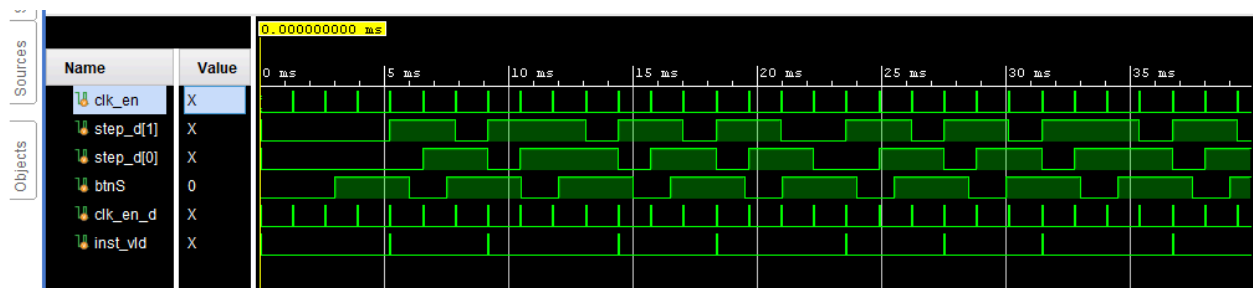 Sources
Objects
0.000000000 ms
Name Value
0 ms 5 ms 10 ms 15 ms 20 ms 25 ms 30 ms 35 ms
clk_en X
step_d[1] X
step_d[0] X
btnS 0
clk_en_d X
inst_vld X